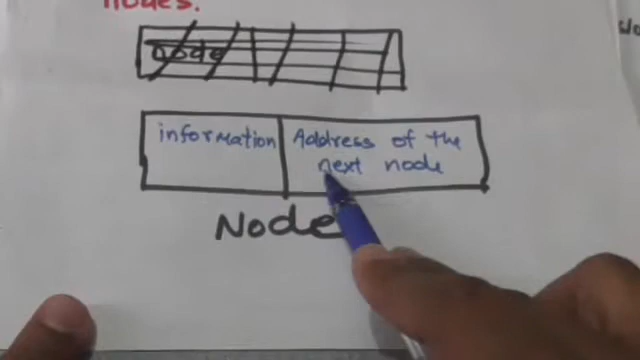 nodes.
node
information
Address of the
next node
Node